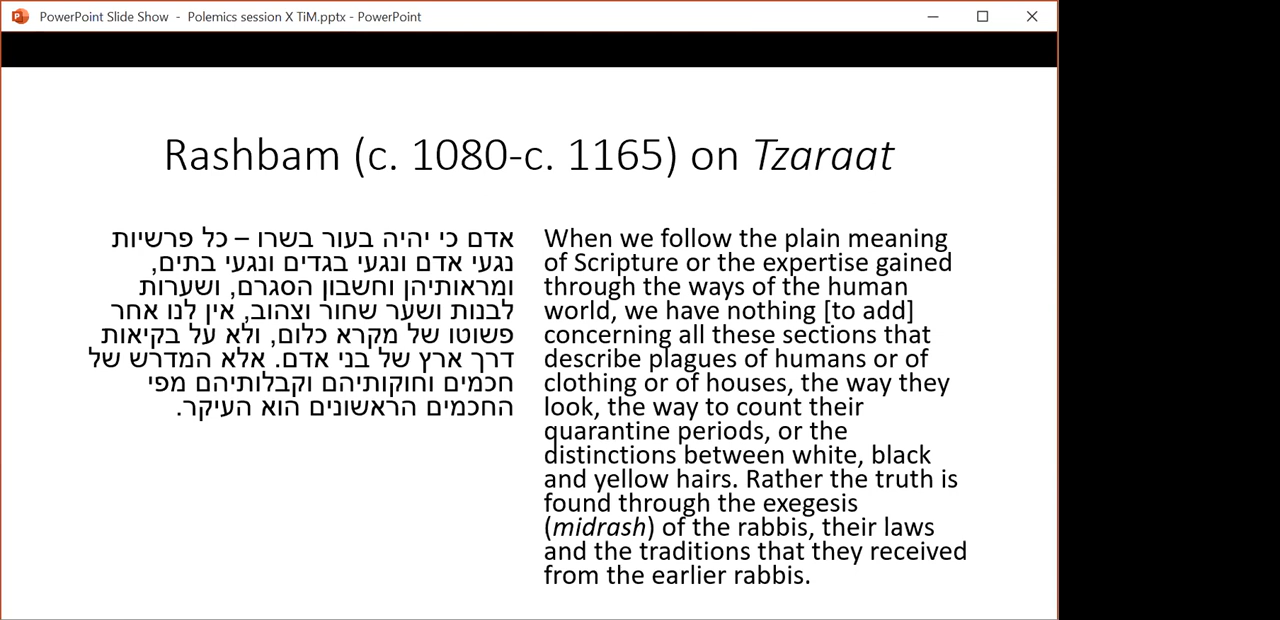 PowerPoint Slide Show - Polemics session X TiM.pptx - PowerPoint
Rashbam (c. 1080-c. 1165) on Tzaraat
אדם כי יהיה בעור בשרו – כל פרשיות
נגעי אדם ונגעי בגדים ונגעי בתים,
ומראותיהן וחשבון הסגרם, ושערות
לבנות ושער שחור וצהוב, אין לנו אחר
פשוטו של מקרא כלום, ולא על בקיאות
דרך ארץ של בני אדם. אלא המדרש של
חכמים וחוקותיהם וקבלותיהם מפי
החכמים הראשונים הוא העיקר.
When we follow the plain meaning
of Scripture or the expertise gained
through the ways of the human
world, we have nothing [to add]
concerning all these sections that
describe plagues of humans or of
clothing or of houses, the way they
look, the way to count their
quarantine periods, or the
distinctions between white, black
and yellow hairs. Rather the truth is
found through the exegesis
(midrash) of the rabbis, their laws
and the traditions that they received
from the earlier rabbis.